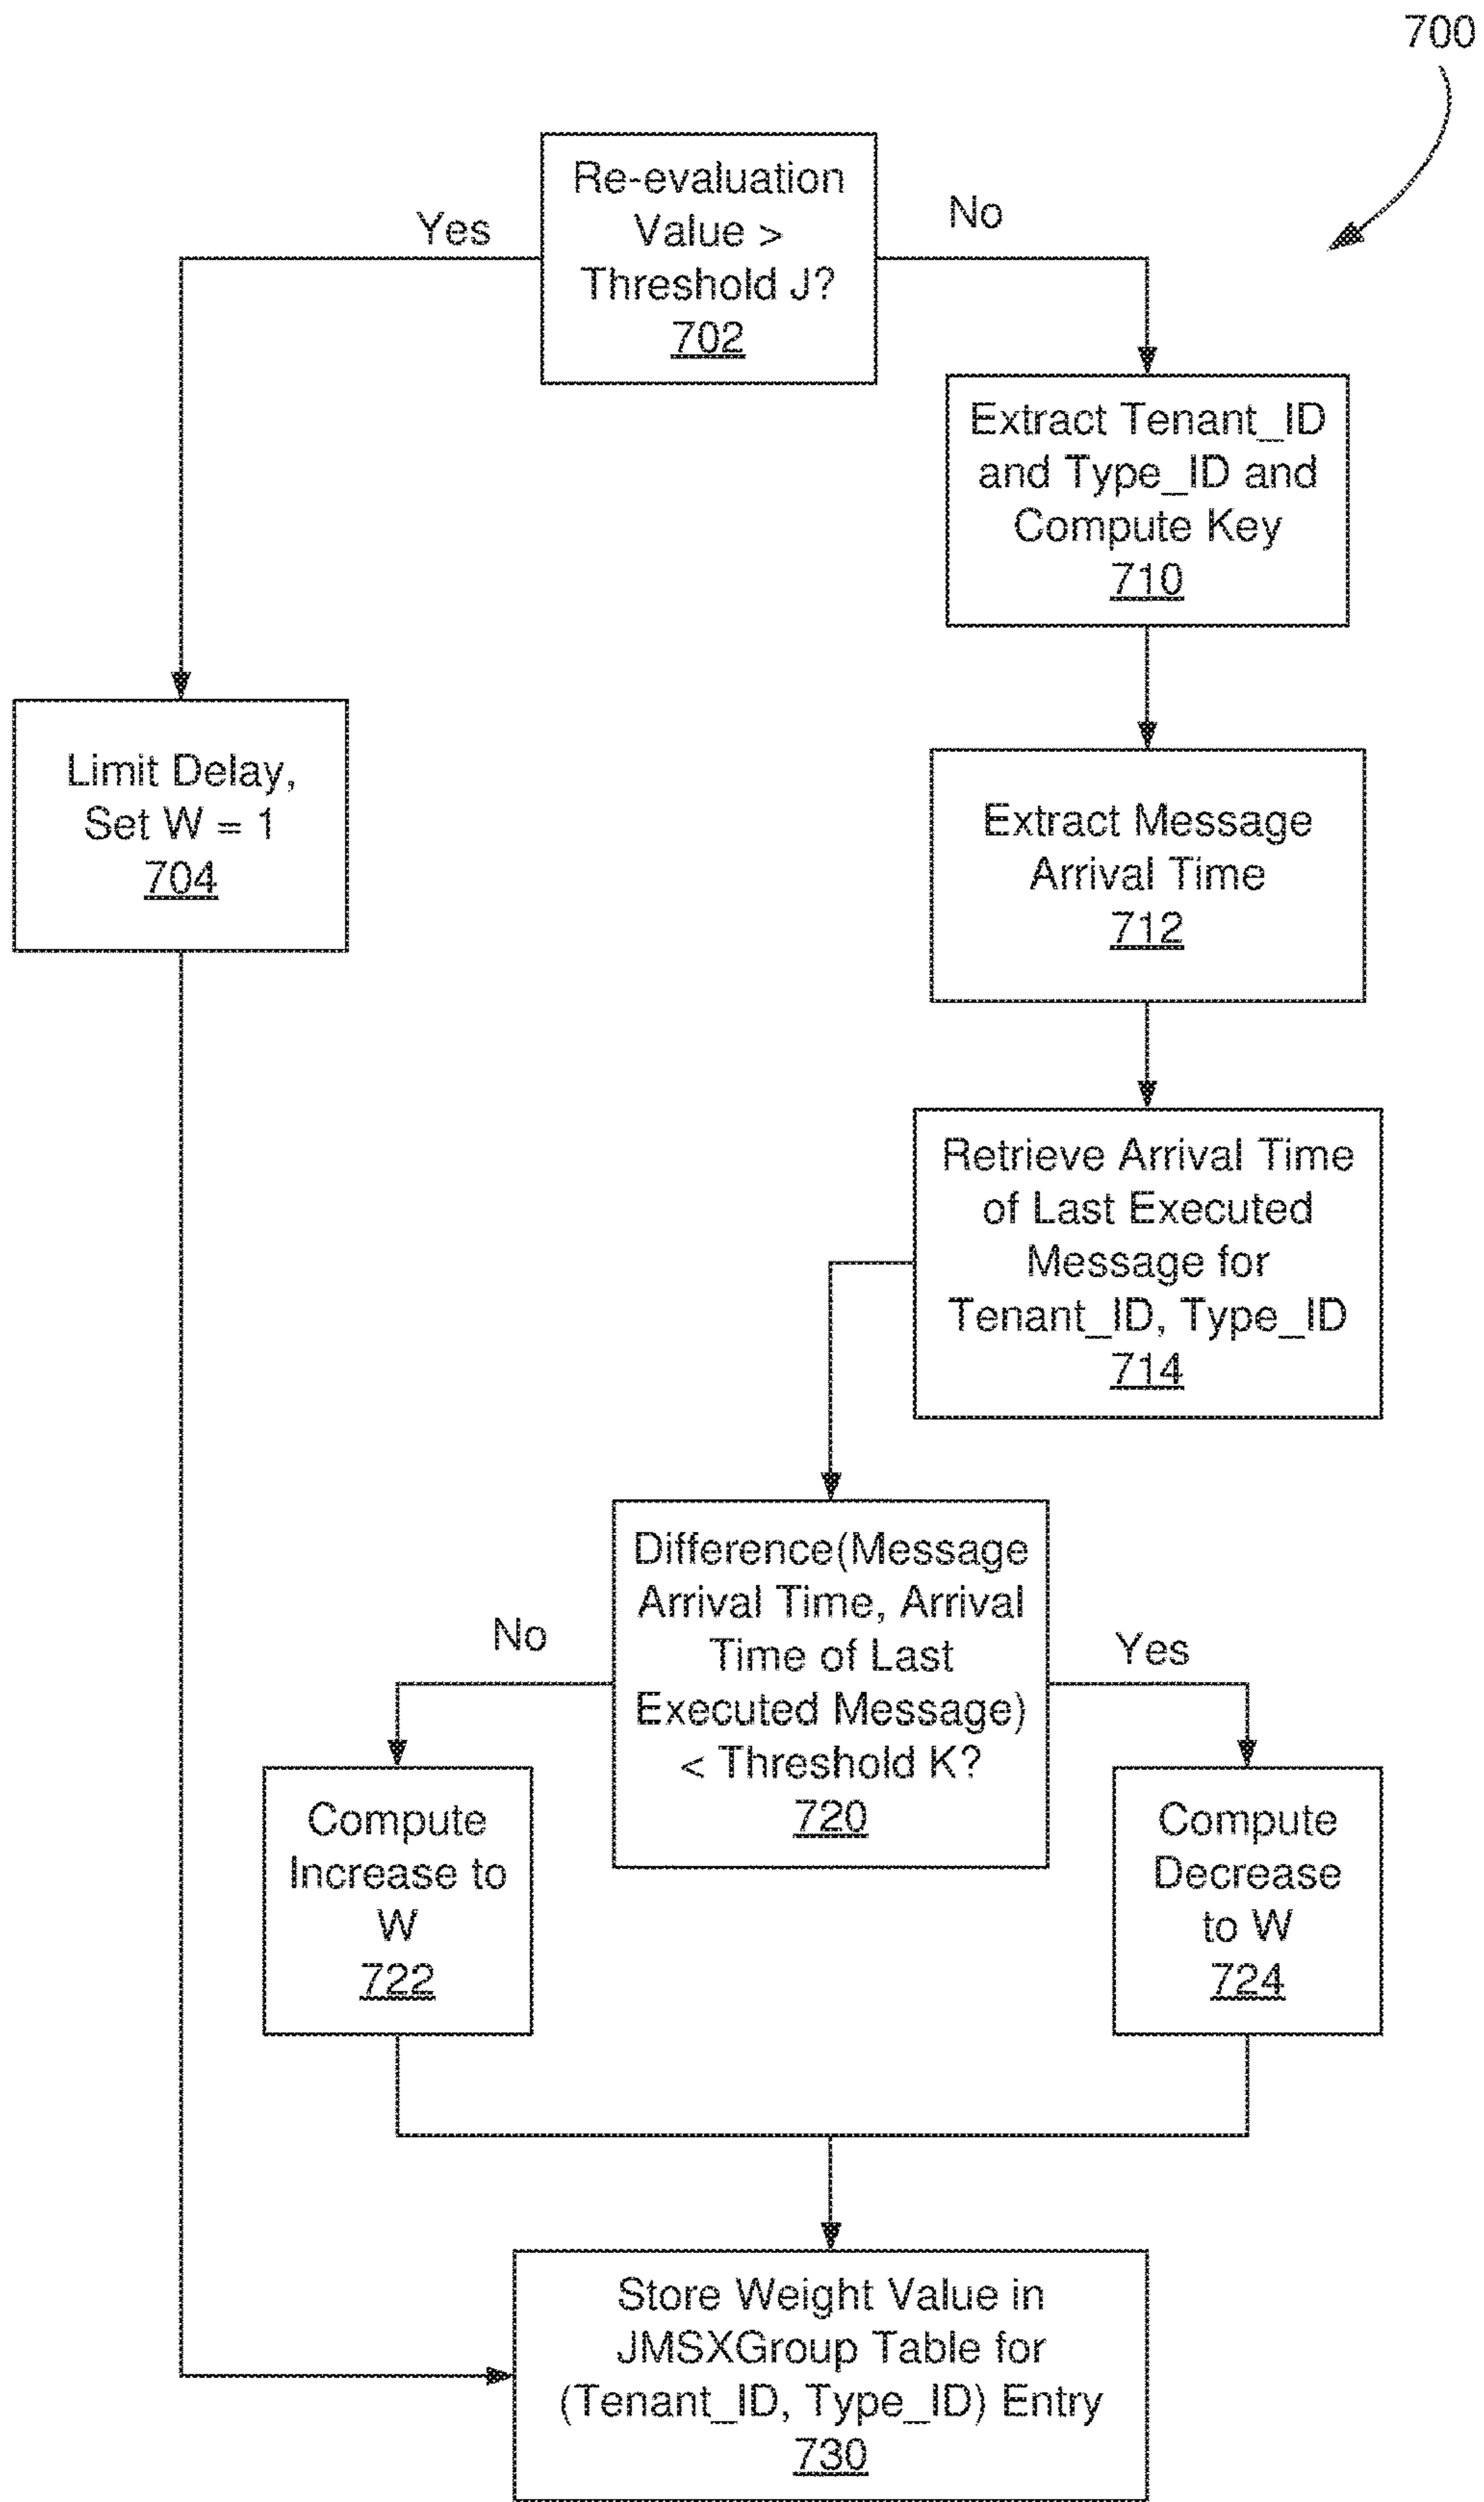 700
Re-evaluation
Value >
Threshold J?
702
Yes
No
Extract Tenant_ID
and Type_ID and
Compute Key
710
Limit Delay,
Set W = 1
704
Extract Message
Arrival Time
712
Retrieve Arrival Time
of Last Executed
Message for
Tenant_ID, Type_ID
714
Difference(Message
Arrival Time, Arrival
Time of Last
Executed Message)
< Threshold K?
720
No
Yes
Compute
Increase to
W
722
Compute
Decrease
to W
724
Store Weight Value in
JMSXGroup Table for
(Tenant_ID, Type_ID) Entry
730